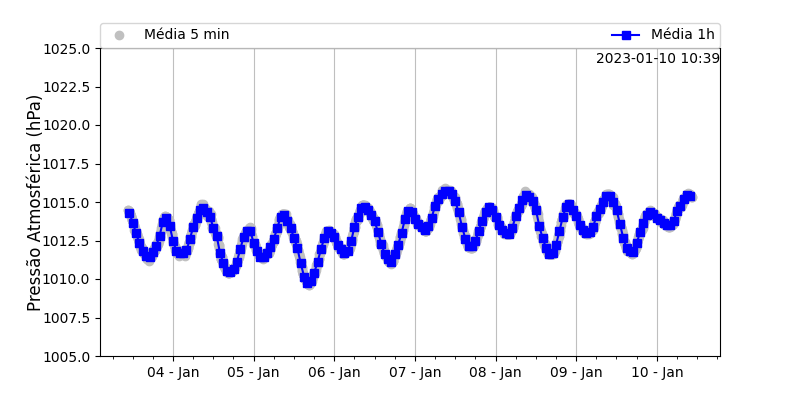 Média 5 min
Média 1h
2023-01-10 10:39
Pressão Atmosférica (hPa)
1025.0
1022.5
1020.0
1017.5
1015.0
1012.5
1010.0
1007.5
1005.0
04 - Jan
05 - Jan
06 - Jan
07 - Jan
08 - Jan
09 - Jan
10 - Jan